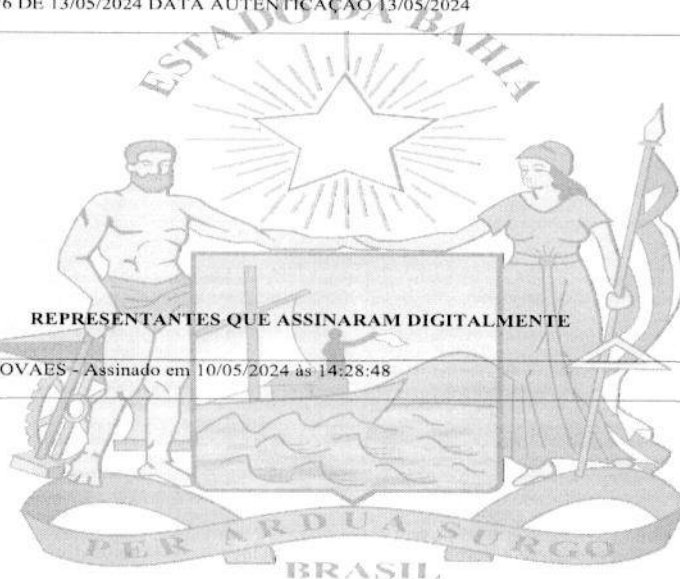 6 DE 13/05/2024 DATA AUTENTICAÇÃO 13/05/2024
ESTADO DA BAHIA
REPRESENTANTES QUE ASSINARAM DIGITALMENTE
OVAES - Assinado em 10/05/2024 às 14:28:48
PER ARDUA SURGO
BRASIL